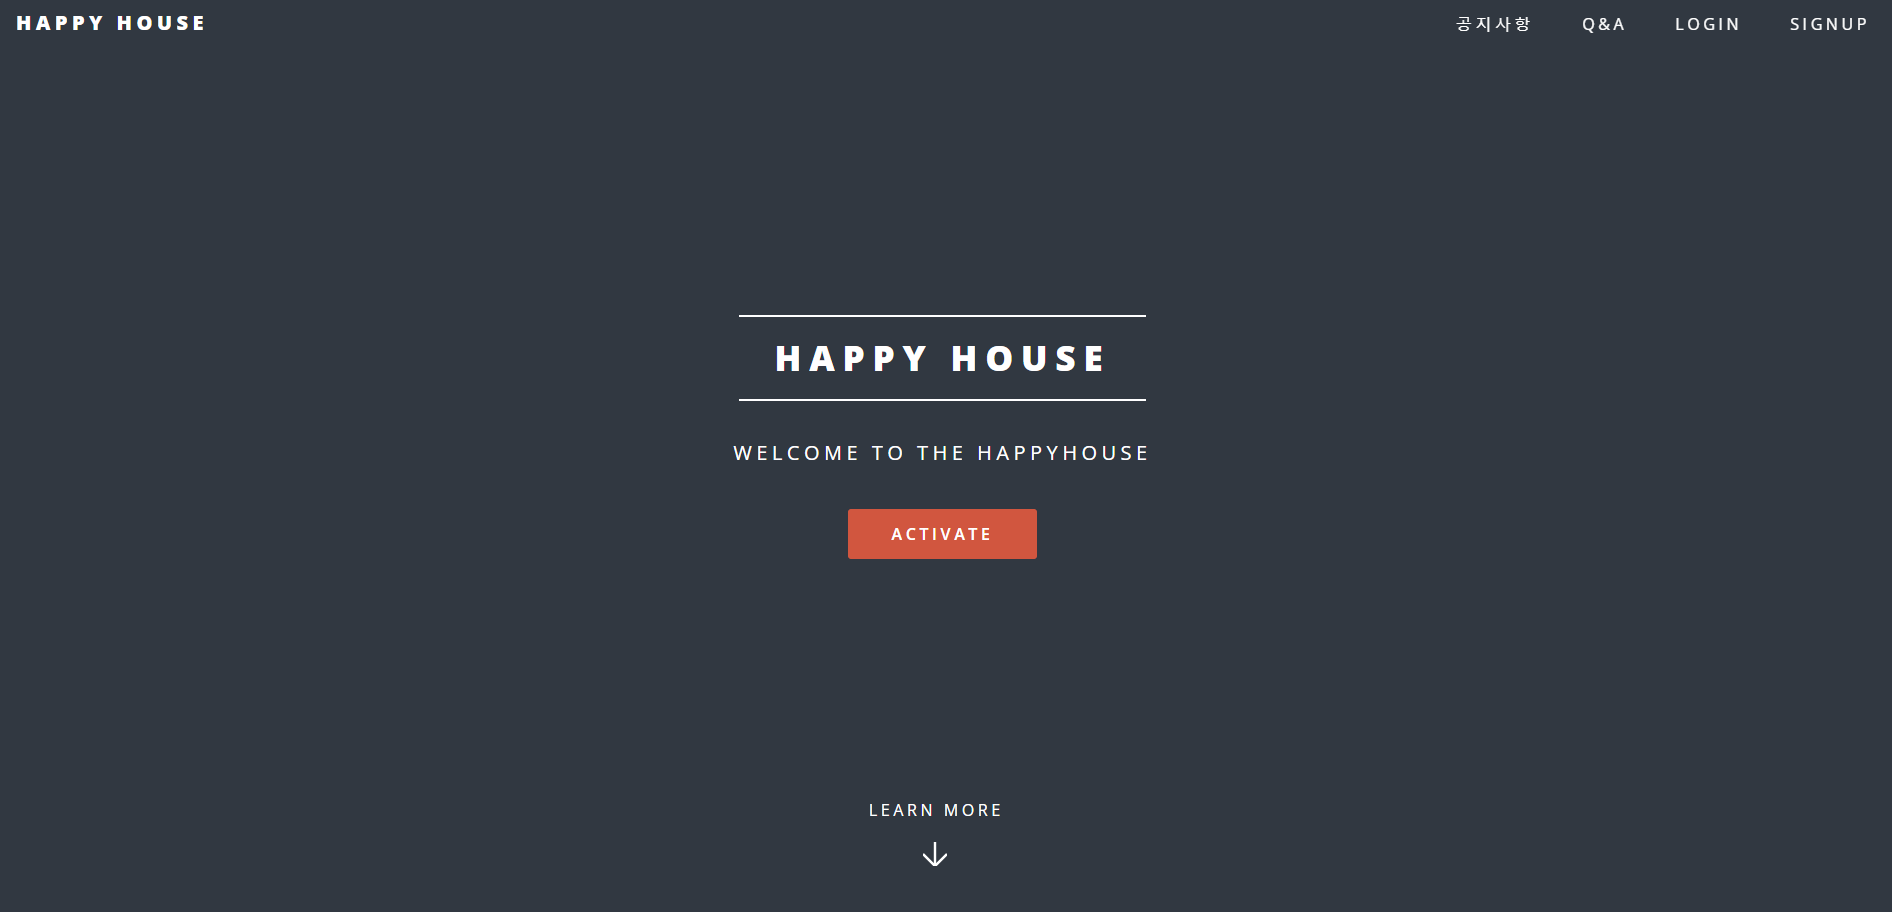 HAPPY HOUSE
공지사항 Q&A LOGIN SIGNUP
HAPPY HOUSE
WELCOME TO THE HAPPYHOUSE
ACTIVATE
LEARN MORE